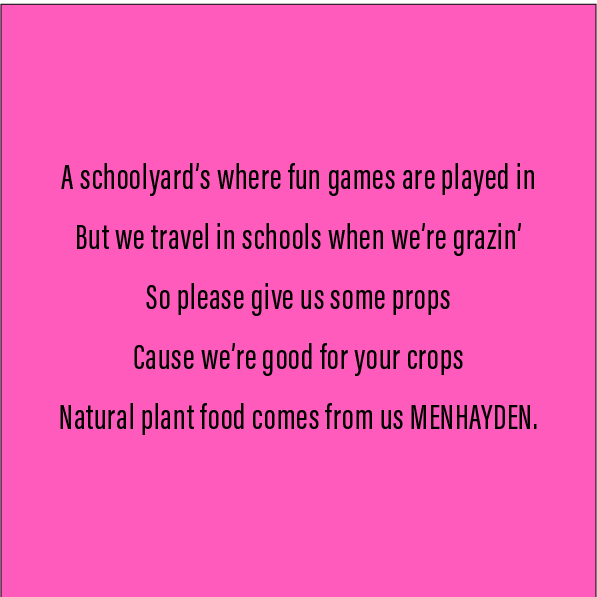 A schoolyard's where fun games are played in
But we travel in schools when we're grazin'
So please give us some props
Cause we're good for your crops
Natural plant food comes from us MENHAYDEN.